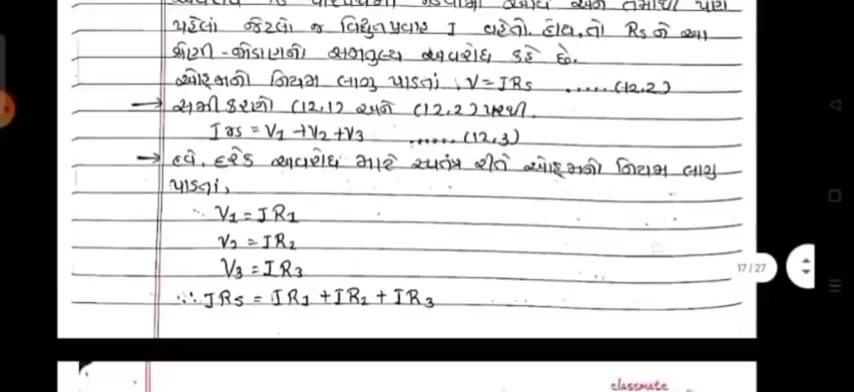 પહેલાં જેટલો જ વિદ્યુતપ્રવાહ I વહેતો હોય, તો Rs ને આ
શ્રેણી-જોડાણનો સમતુલ્ય અવરોધ કહે છે.
ઓહ્મનો નિયમ લાગુ પાડતાં, V = IRs ..... (12.2)
→ સમીકરણો (12.1) અને (12.2) પરથી.
IRs = V1 + V2 + V3 ...... (12.3)
→ હવે, દરેક અવરોધ માટે સ્વતંત્ર રીતે ઓહ્મનો નિયમ લાગુ
પાડતાં,
V1 = IR1
V2 = IR2
V3 = IR3
∴ IRs = IR1 + IR2 + IR3
17/27
classmate